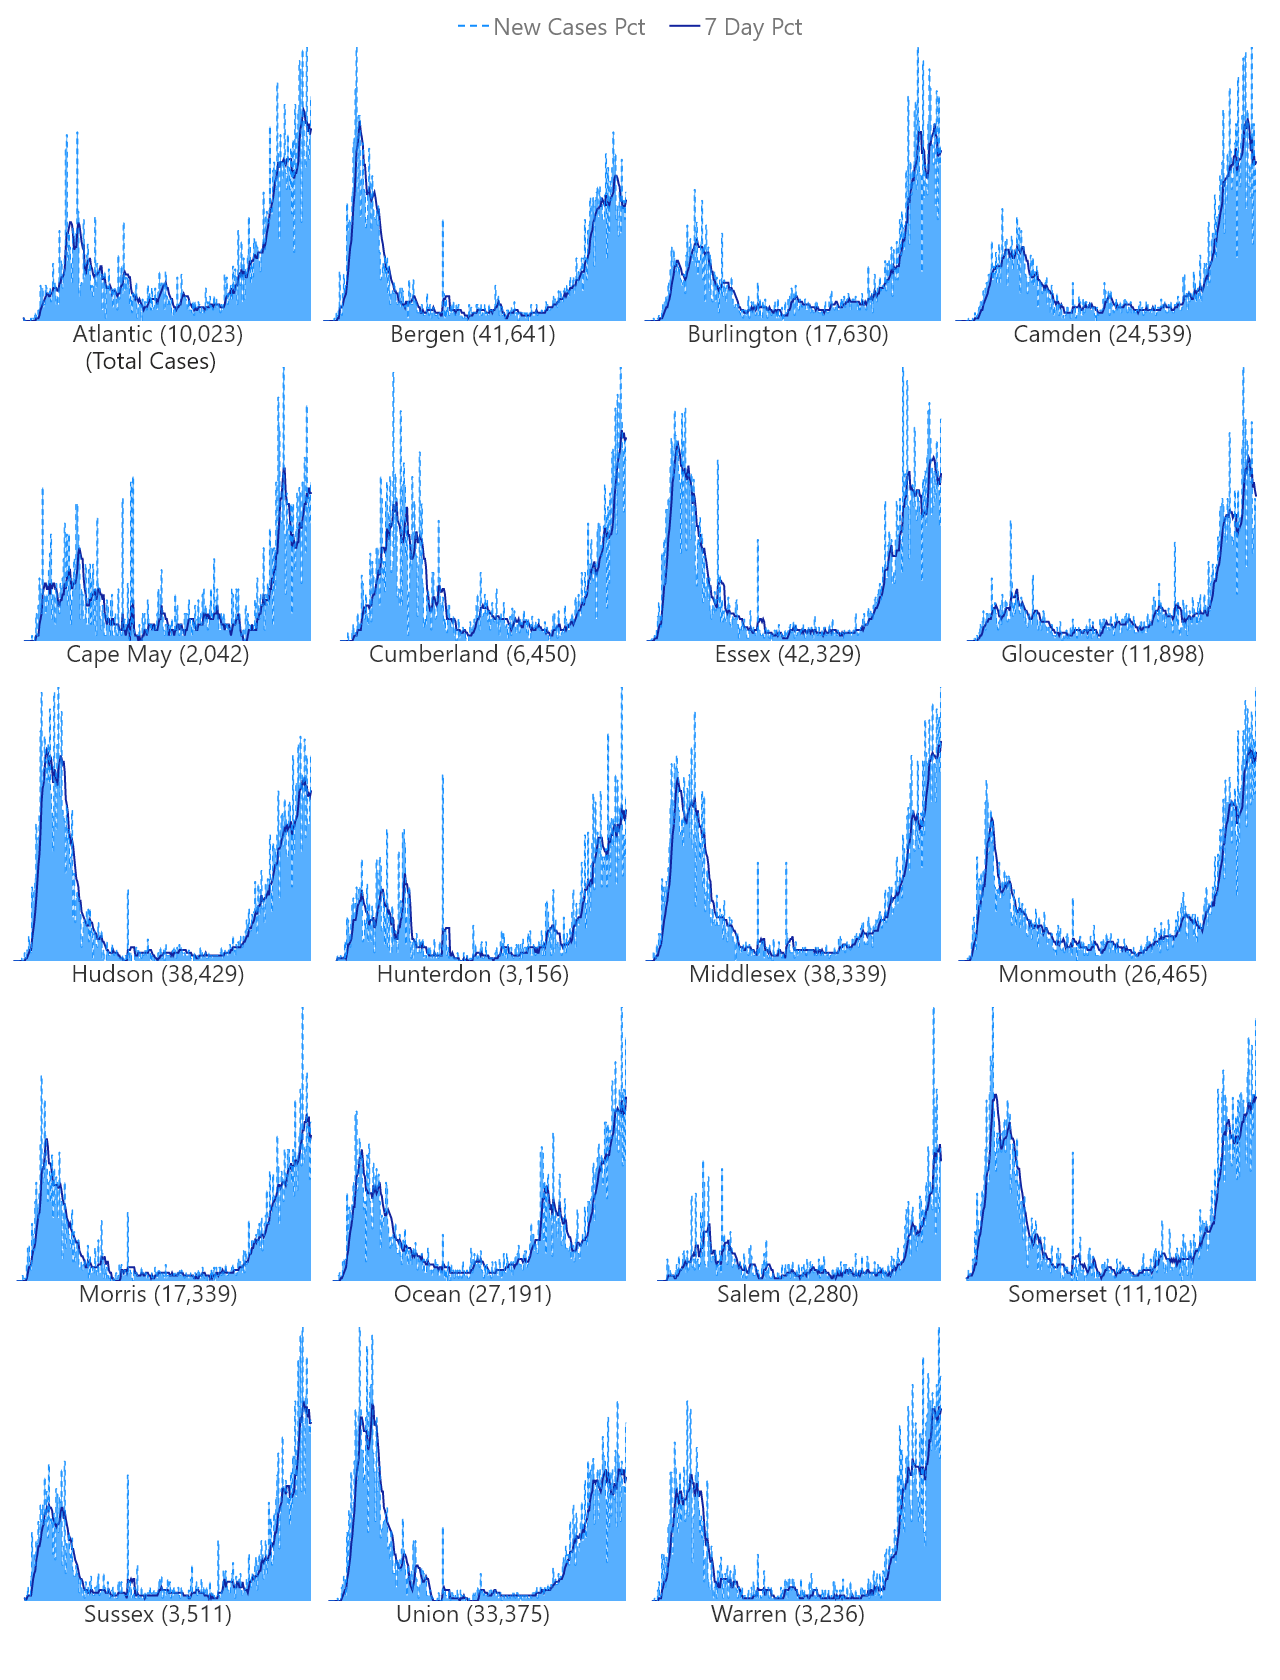 New Cases Pct 7 Day Pct
Atlantic (10,023)
(Total Cases)
Bergen (41,641)
Burlington (17,630)
Camden (24,539)
Cape May (2,042)
Cumberland (6,450)
Essex (42,329)
Gloucester (11,898)
Hudson (38,429)
Hunterdon (3,156)
Middlesex (38,339)
Monmouth (26,465)
Morris (17,339)
Ocean (27,191)
Salem (2,280)
Somerset (11,102)
Sussex (3,511)
Union (33,375)
Warren (3,236)